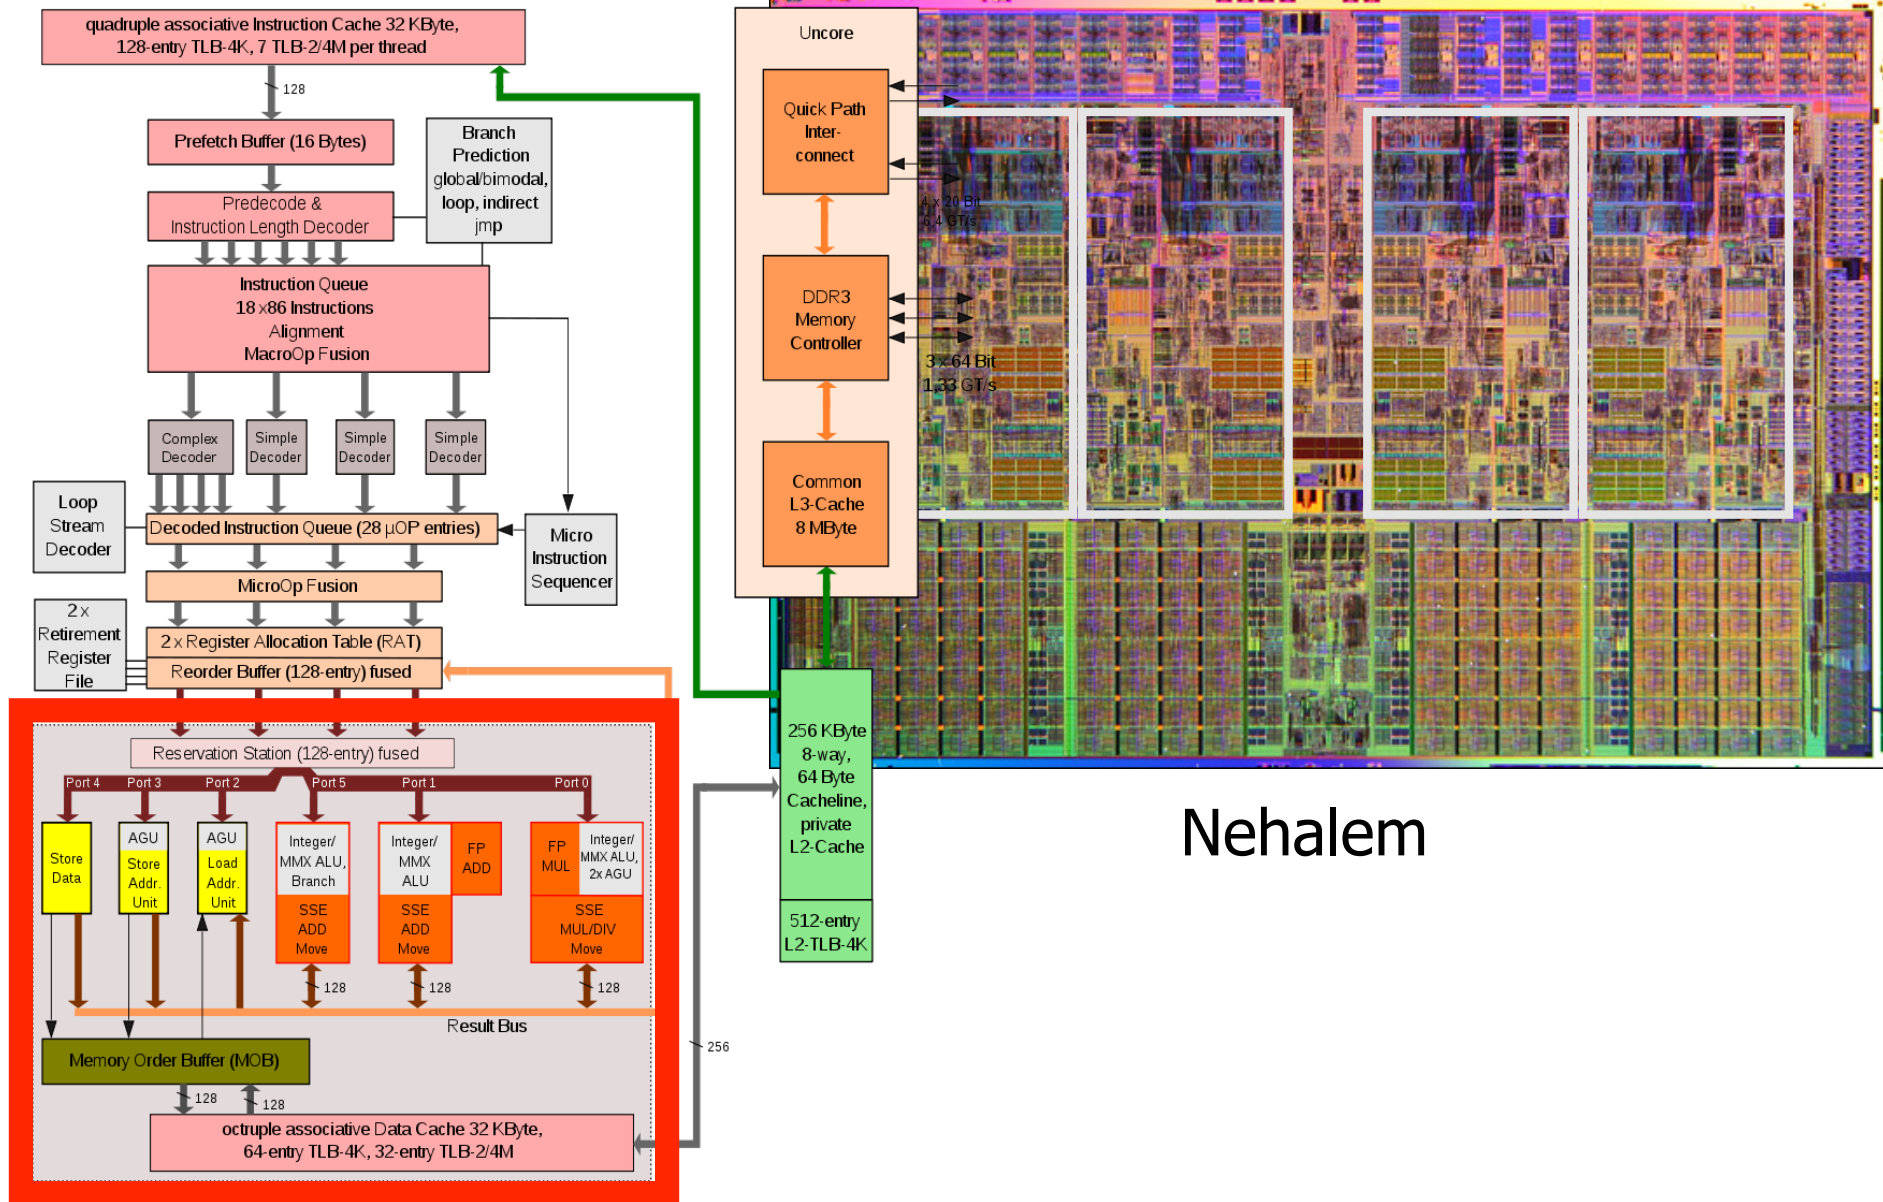 quadruple associative Instruction Cache 32 KByte,
128-entry TLB-4K, 7 TLB-2/4M per thread
128
Prefetch Buffer (16 Bytes)
Predecode &
Instruction Length Decoder
Branch
Prediction
global/bimodal,
loop, indirect
jmp
Instruction Queue
18 x86 Instructions
Alignment
MacroOp Fusion
Complex
Decoder
Simple
Decoder
Simple
Decoder
Simple
Decoder
Loop
Stream
Decoder
Decoded Instruction Queue (28 µOP entries)
Micro
Instruction
Sequencer
MicroOp Fusion
2 x
Retirement
Register
File
2 x Register Allocation Table (RAT)
Reorder Buffer (128-entry) fused
Reservation Station (128-entry) fused
Port 4
Port 3
Port 2
Port 5
Port 1
Port 0
Store
Data
AGU
Store
Addr.
Unit
AGU
Load
Addr.
Unit
Integer/
MMX ALU,
Branch
SSE
ADD
Move
Integer/
MMX
ALU
FP
ADD
SSE
ADD
Move
FP
MUL
Integer/
MMX ALU,
2x AGU
SSE
MUL/DIV
Move
128
128
128
Result Bus
Memory Order Buffer (MOB)
128
128
octruple associative Data Cache 32 KByte,
64-entry TLB-4K, 32-entry TLB-2/4M
256
Uncore
Quick Path
Inter-
connect
4 x 20 Bit
6,4 GT/s
DDR3
Memory
Controller
3 x 64 Bit
1,33 GT/s
Common
L3-Cache
8 MByte
256 KByte
8-way,
64 Byte
Cacheline,
private
L2-Cache
512-entry
L2-TLB-4K
Nehalem